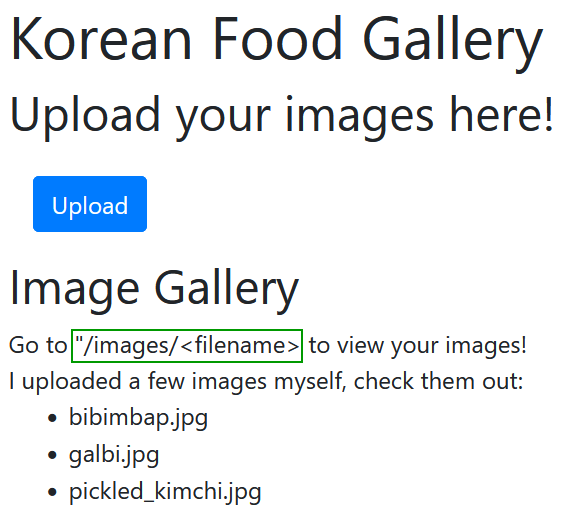 Korean Food Gallery
Upload your images here!
Upload
Image Gallery
Go to "/images/<filename> to view your images!
I uploaded a few images myself, check them out:
• bibimbap.jpg
• galbi.jpg
• pickled_kimchi.jpg